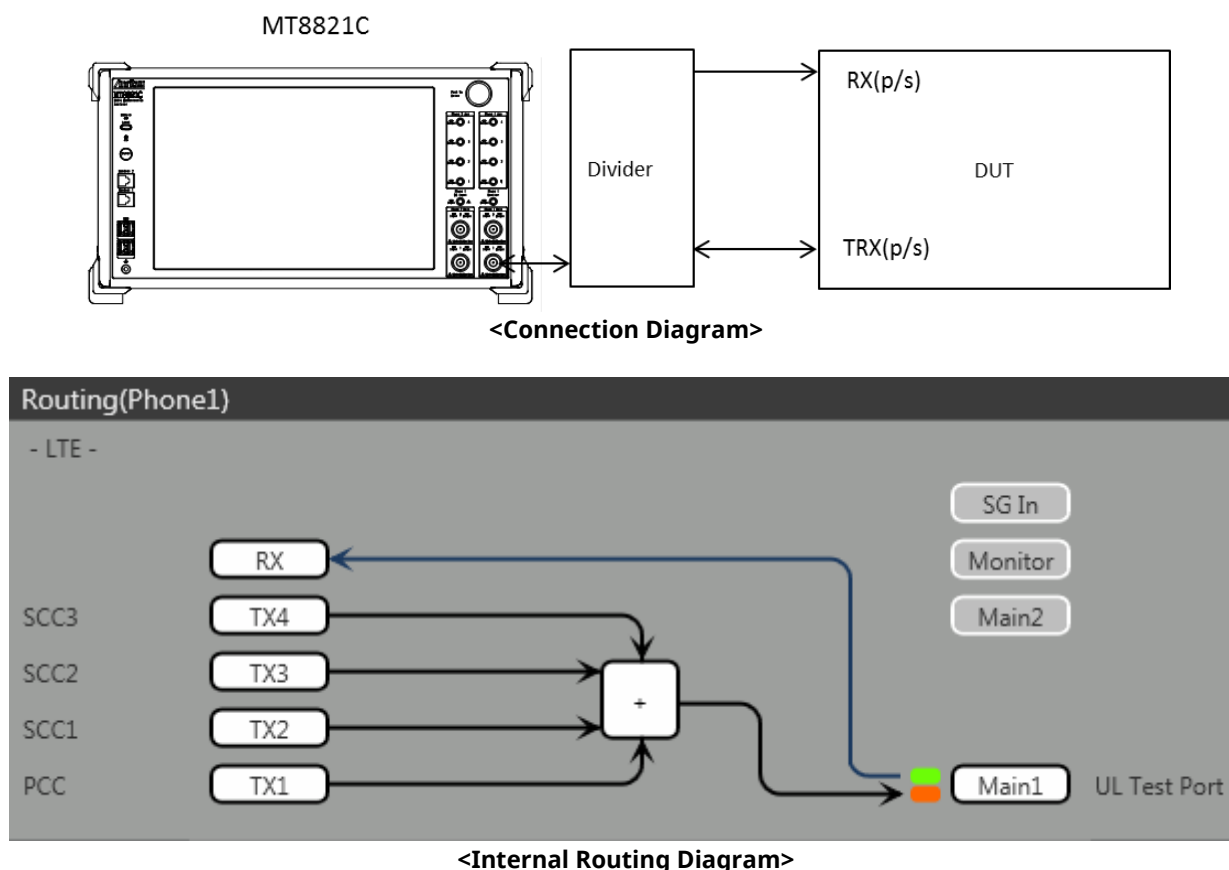 MT8821C
RX(p/s)
Divider
DUT
TRX(p/s)
<Connection Diagram>
Routing(Phone1)
- LTE -
SG In
RX
Monitor
SCC3
TX4
Main2
SCC2
TX3
+
SCC1
TX2
PCC
TX1
Main1
UL Test Port
<Internal Routing Diagram>